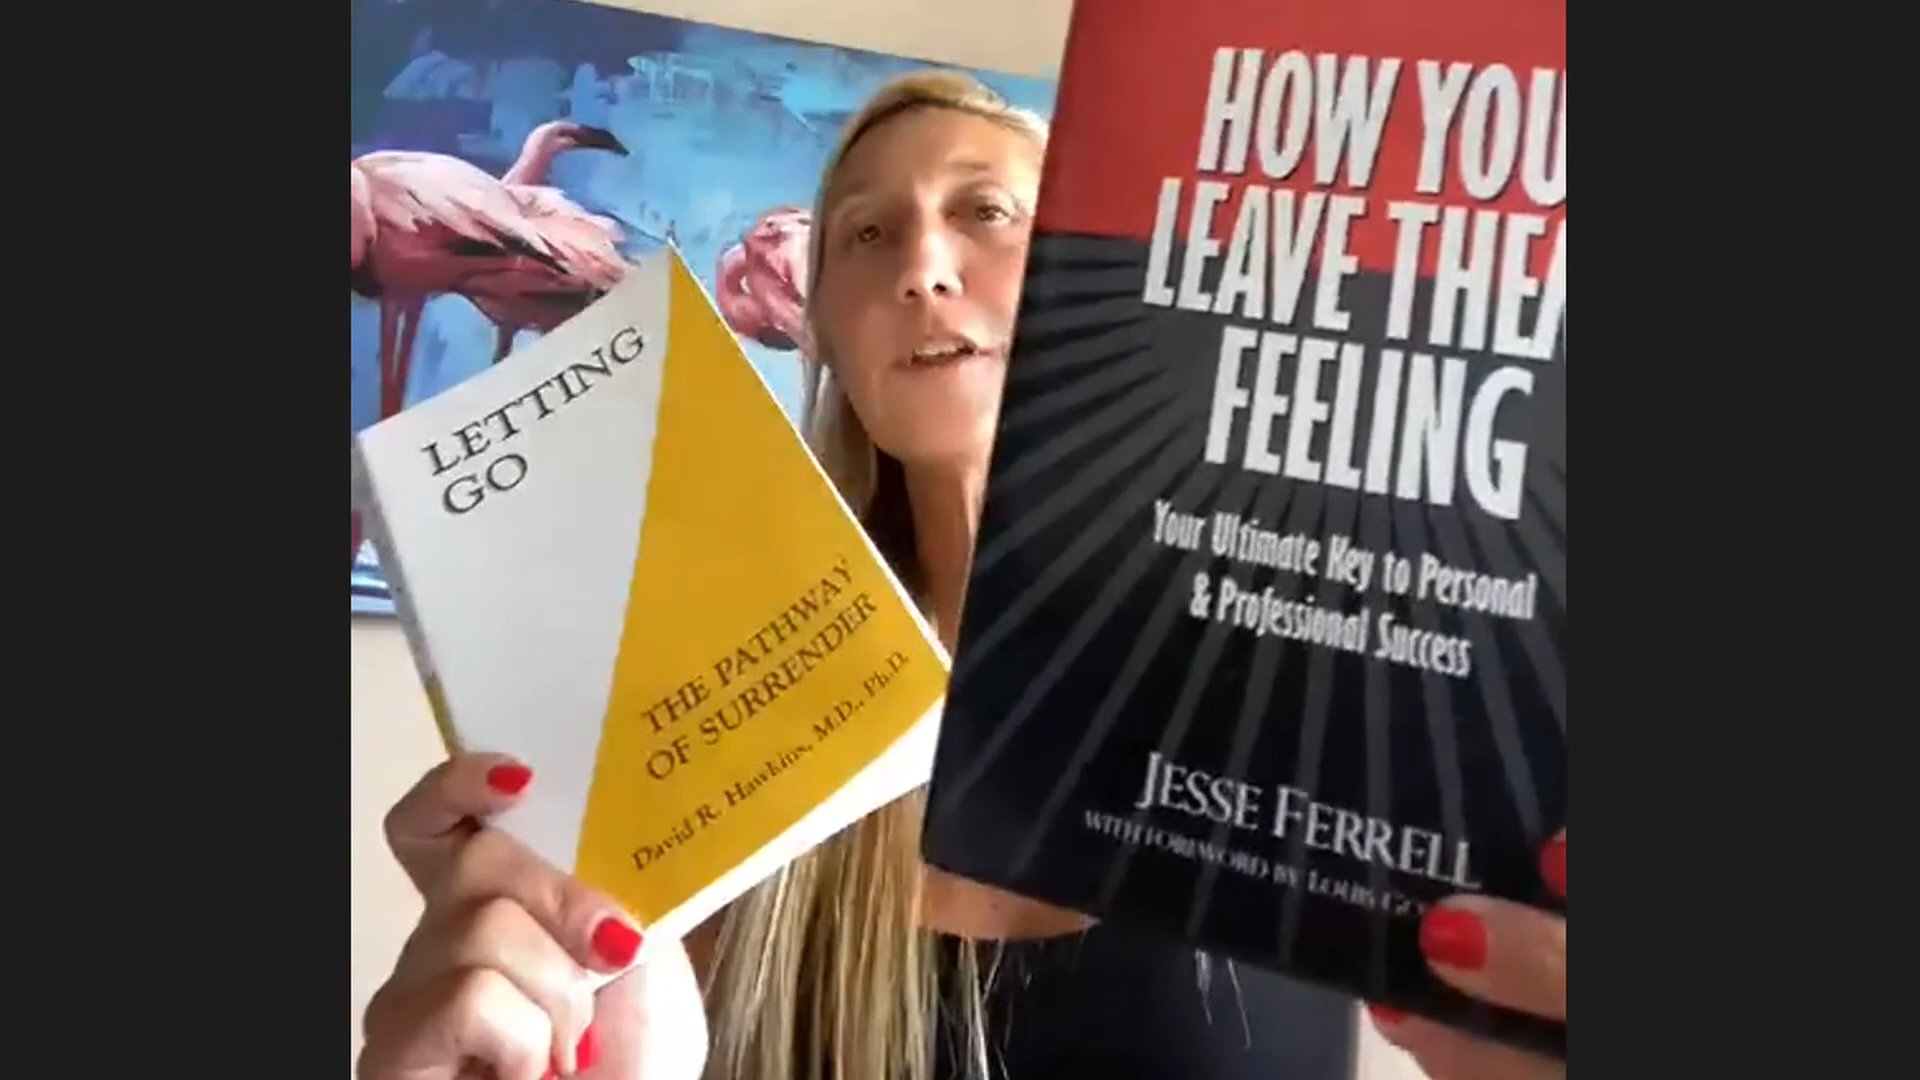 LETTING
GO
THE PATHWAY
OF SURRENDER
David R. Hawkins, M.D., Ph.D.
HOW YOU
LEAVE THE
FEELING
Your Ultimate Key to Personal
& Professional Success
JESSE FERRELL
WITH FOREWORD BY LOUIS